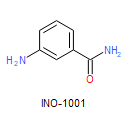 NH₂
H₂N
O
INO-1001